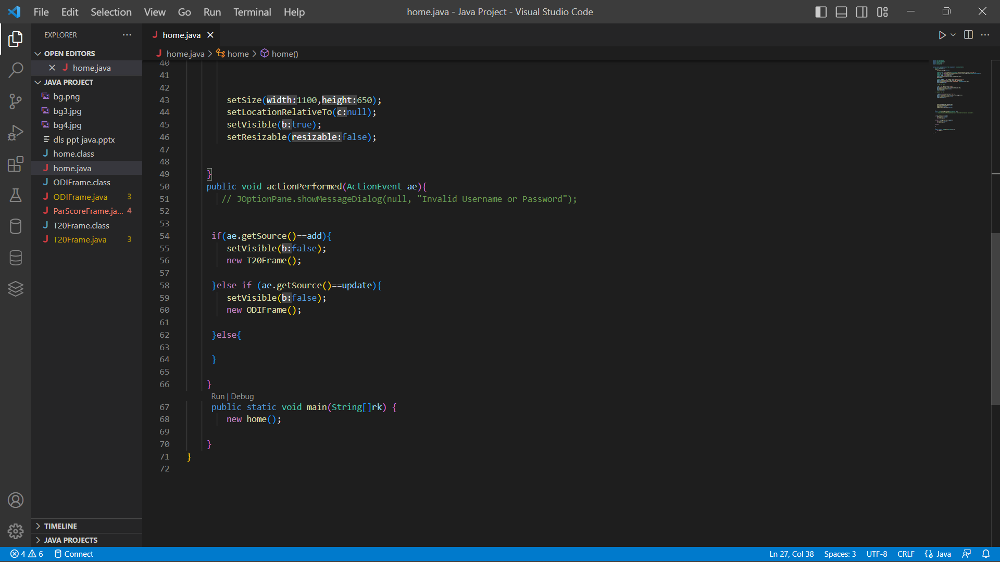 File Edit Selection View Go Run Terminal Help
home.java - Java Project - Visual Studio Code
EXPLORER
OPEN EDITORS
J home.java
JAVA PROJECT
bg.png
bg3.jpg
bg4.jpg
dls ppt java.pptx
J home.class
J home.java
J ODIFrame.class
J ODIFrame.java 3
J ParScoreFrame.ja... 4
J T20Frame.class
J T20Frame.java 3
TIMELINE
JAVA PROJECTS
J home.java
J home.java > home > home()
40
41
42
43 setSize(width:1100,height:650);
44 setLocationRelativeTo(c:null);
45 setVisible(b:true);
46 setResizable(resizable:false);
47
48
49 }
50 public void actionPerformed(ActionEvent ae){
51 // JOptionPane.showMessageDialog(null, "Invalid Username or Password");
52
53
54 if(ae.getSource()==add){
55 setVisible(b:false);
56 new T20Frame();
57
58 }else if (ae.getSource()==update){
59 setVisible(b:false);
60 new ODIFrame();
61
62 }else{
63
64 }
65
66 }
Run | Debug
67 public static void main(String[]rk) {
68 new home();
69
70 }
71 }
72
4 6 Connect
Ln 27, Col 38 Spaces: 3 UTF-8 CRLF Java